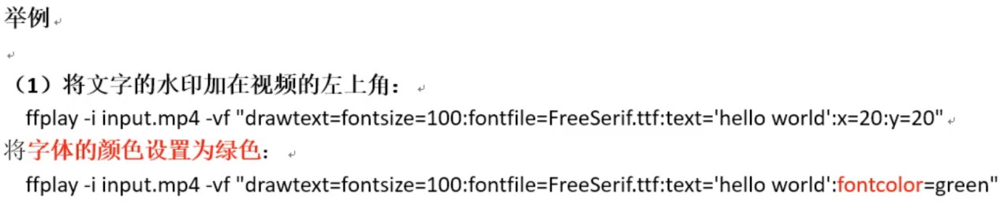 举例
（1）将文字的水印加在视频的左上角：
ffplay -i input.mp4 -vf "drawtext=fontsize=100:fontfile=FreeSerif.ttf:text='hello world':x=20:y=20"
将字体的颜色设置为绿色：
ffplay -i input.mp4 -vf "drawtext=fontsize=100:fontfile=FreeSerif.ttf:text='hello world':fontcolor=green"